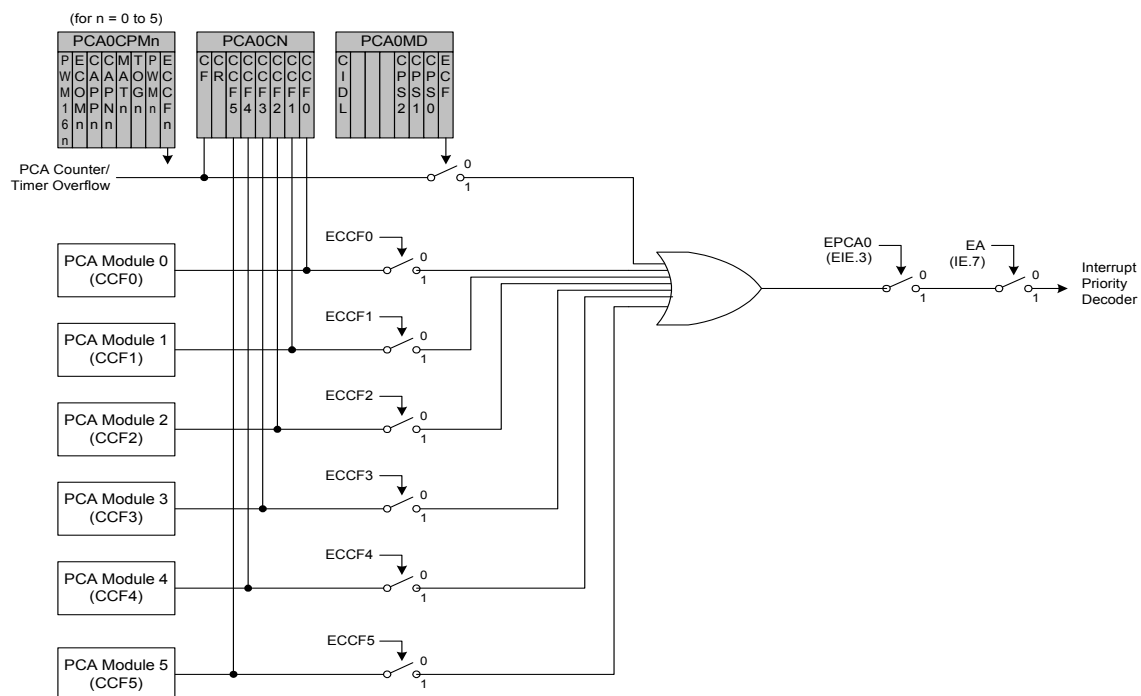 (for n = 0 to 5)
PCA0CPMn
PWM16n
ECOMn
CAPPn
CAPNn
MATn
TOGn
PWMn
ECCFn
PCA0CN
CF
CR
CCF5
CCF4
CCF3
CCF2
CCF1
CCF0
PCA0MD
CIDL
CPS2
CPS1
CPS0
ECF
PCA Counter/
Timer Overflow
0
1
PCA Module 0
(CCF0)
ECCF0
0
1
EPCA0
(EIE.3)
0
1
EA
(IE.7)
0
1
Interrupt
Priority
Decoder
PCA Module 1
(CCF1)
ECCF1
0
1
PCA Module 2
(CCF2)
ECCF2
0
1
PCA Module 3
(CCF3)
ECCF3
0
1
PCA Module 4
(CCF4)
ECCF4
0
1
PCA Module 5
(CCF5)
ECCF5
0
1